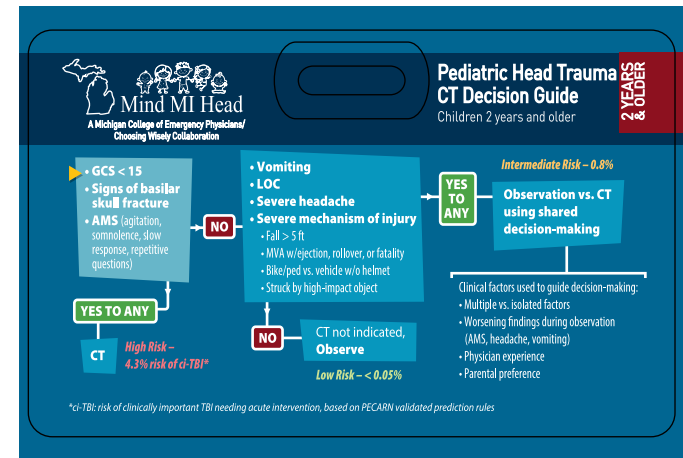 Mind MI Head
A Michigan College of Emergency Physicians/
Choosing Wisely Collaboration
Pediatric Head Trauma
CT Decision Guide
Children 2 years and older
2 YEARS
& OLDER
• GCS < 15
• Signs of basilar
skull fracture
• AMS (agitation,
somnolence, slow
response, repetitive
questions)
NO
• Vomiting
• LOC
• Severe headache
• Severe mechanism of injury
• Fall > 5 ft
• MVA w/ejection, rollover, or fatality
• Bike/ped vs. vehicle w/o helmet
• Struck by high-impact object
YES
TO
ANY
Intermediate Risk – 0.8%
Observation vs. CT
using shared
decision-making
Clinical factors used to guide decision-making:
• Multiple vs. isolated factors
• Worsening findings during observation
(AMS, headache, vomiting)
• Physician experience
• Parental preference
YES TO ANY
CT
High Risk –
4.3% risk of ci-TBI*
NO
CT not indicated,
Observe
Low Risk – < 0.05%
*ci-TBI: risk of clinically important TBI needing acute intervention, based on PECARN validated prediction rules